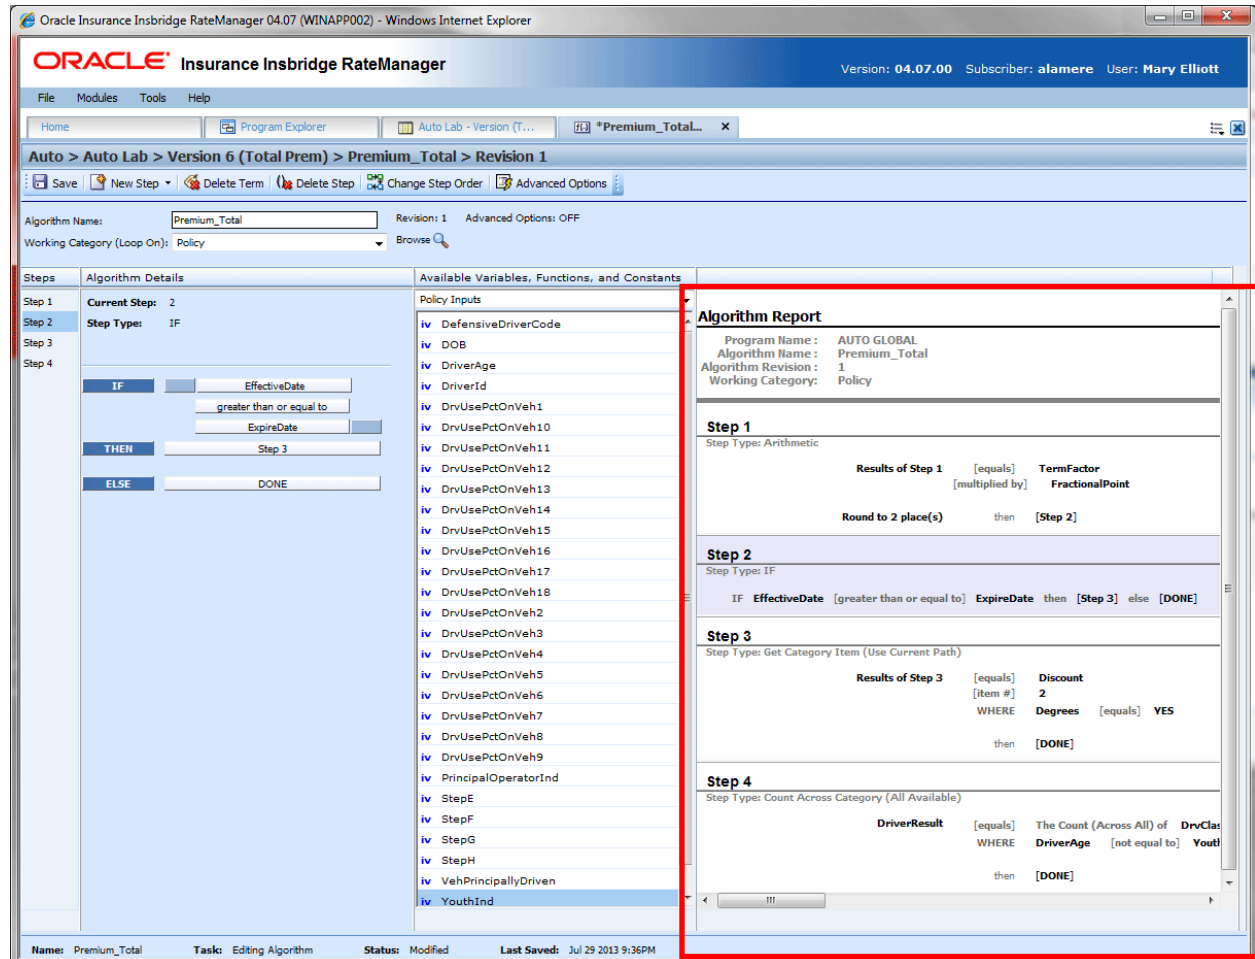 Oracle Insurance Insbridge RateManager 04.07 (WINAPP002) - Windows Internet Explorer
ORACLE Insurance Insbridge RateManager
Version: 04.07.00 Subscriber: alamere User: Mary Elliott
File Modules Tools Help
Home Program Explorer Auto Lab - Version (T... *Premium_Total... x
Auto > Auto Lab > Version 6 (Total Prem) > Premium_Total > Revision 1
Save New Step Delete Term Delete Step Change Step Order Advanced Options
Algorithm Name: Premium_Total Revision: 1 Advanced Options: OFF
Working Category (Loop On): Policy Browse
Steps
Step 1
Step 2
Step 3
Step 4
Algorithm Details
Current Step: 2
Step Type: IF
IF EffectiveDate
greater than or equal to
ExpireDate
THEN Step 3
ELSE DONE
Available Variables, Functions, and Constants
Policy Inputs
iv DefensiveDriverCode
iv DOB
iv DriverAge
iv DriverId
iv DrvUsePctOnVeh1
iv DrvUsePctOnVeh10
iv DrvUsePctOnVeh11
iv DrvUsePctOnVeh12
iv DrvUsePctOnVeh13
iv DrvUsePctOnVeh14
iv DrvUsePctOnVeh15
iv DrvUsePctOnVeh16
iv DrvUsePctOnVeh17
iv DrvUsePctOnVeh18
iv DrvUsePctOnVeh2
iv DrvUsePctOnVeh3
iv DrvUsePctOnVeh4
iv DrvUsePctOnVeh5
iv DrvUsePctOnVeh6
iv DrvUsePctOnVeh7
iv DrvUsePctOnVeh8
iv DrvUsePctOnVeh9
iv PrincipalOperatorInd
iv StepE
iv StepF
iv StepG
iv StepH
iv VehPrincipallyDriven
iv YouthInd
Algorithm Report
Program Name : AUTO GLOBAL
Algorithm Name : Premium_Total
Algorithm Revision : 1
Working Category: Policy
Step 1
Step Type: Arithmetic
Results of Step 1 [equals] TermFactor
[multiplied by] FractionalPoint
Round to 2 place(s) then [Step 2]
Step 2
Step Type: IF
IF EffectiveDate [greater than or equal to] ExpireDate then [Step 3] else [DONE]
Step 3
Step Type: Get Category Item (Use Current Path)
Results of Step 3 [equals] Discount
[item #] 2
WHERE Degrees [equals] YES
then [DONE]
Step 4
Step Type: Count Across Category (All Available)
DriverResult [equals] The Count (Across All) of DrvClas
WHERE DriverAge [not equal to] Youth
then [DONE]
Name: Premium_Total Task: Editing Algorithm Status: Modified Last Saved: Jul 29 2013 9:36PM